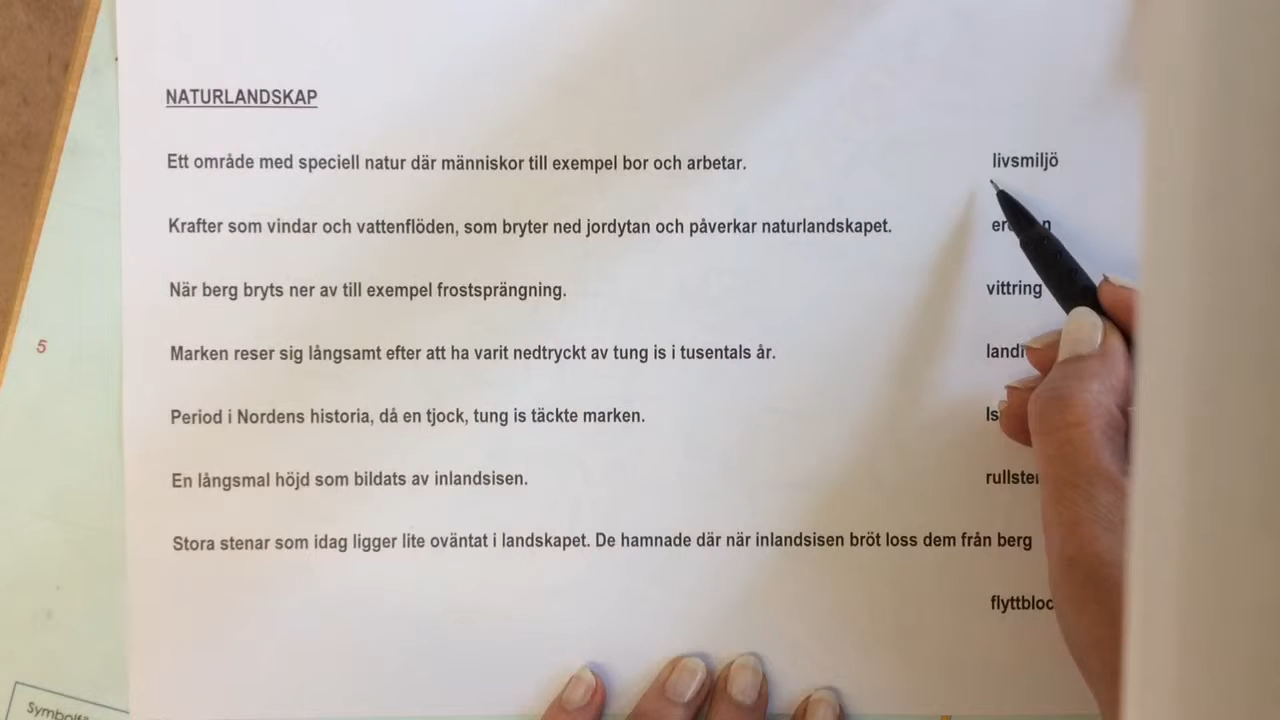 NATURLANDSKAP
Ett område med speciell natur där människor till exempel bor och arbetar. livsmiljö
Krafter som vindar och vattenflöden, som bryter ned jordytan och påverkar naturlandskapet.
När berg bryts ner av till exempel frostsprängning. vittring
Marken reser sig långsamt efter att ha varit nedtryckt av tung is i tusentals år.
5
Period i Nordens historia, då en tjock, tung is täckte marken.
En långsmal höjd som bildats av inlandsisen.
Stora stenar som idag ligger lite oväntat i landskapet. De hamnade där när inlandsisen bröt loss dem från berg